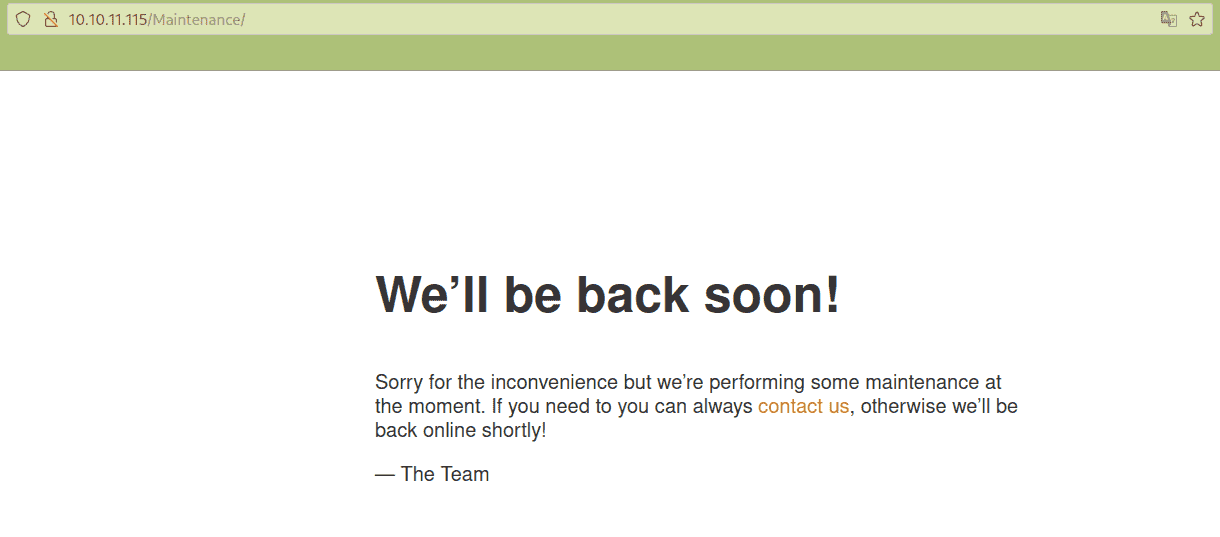 10.10.11.115/Maintenance/
We’ll be back soon!
Sorry for the inconvenience but we’re performing some maintenance at
the moment. If you need to you can always contact us, otherwise we’ll be
back online shortly!
— The Team